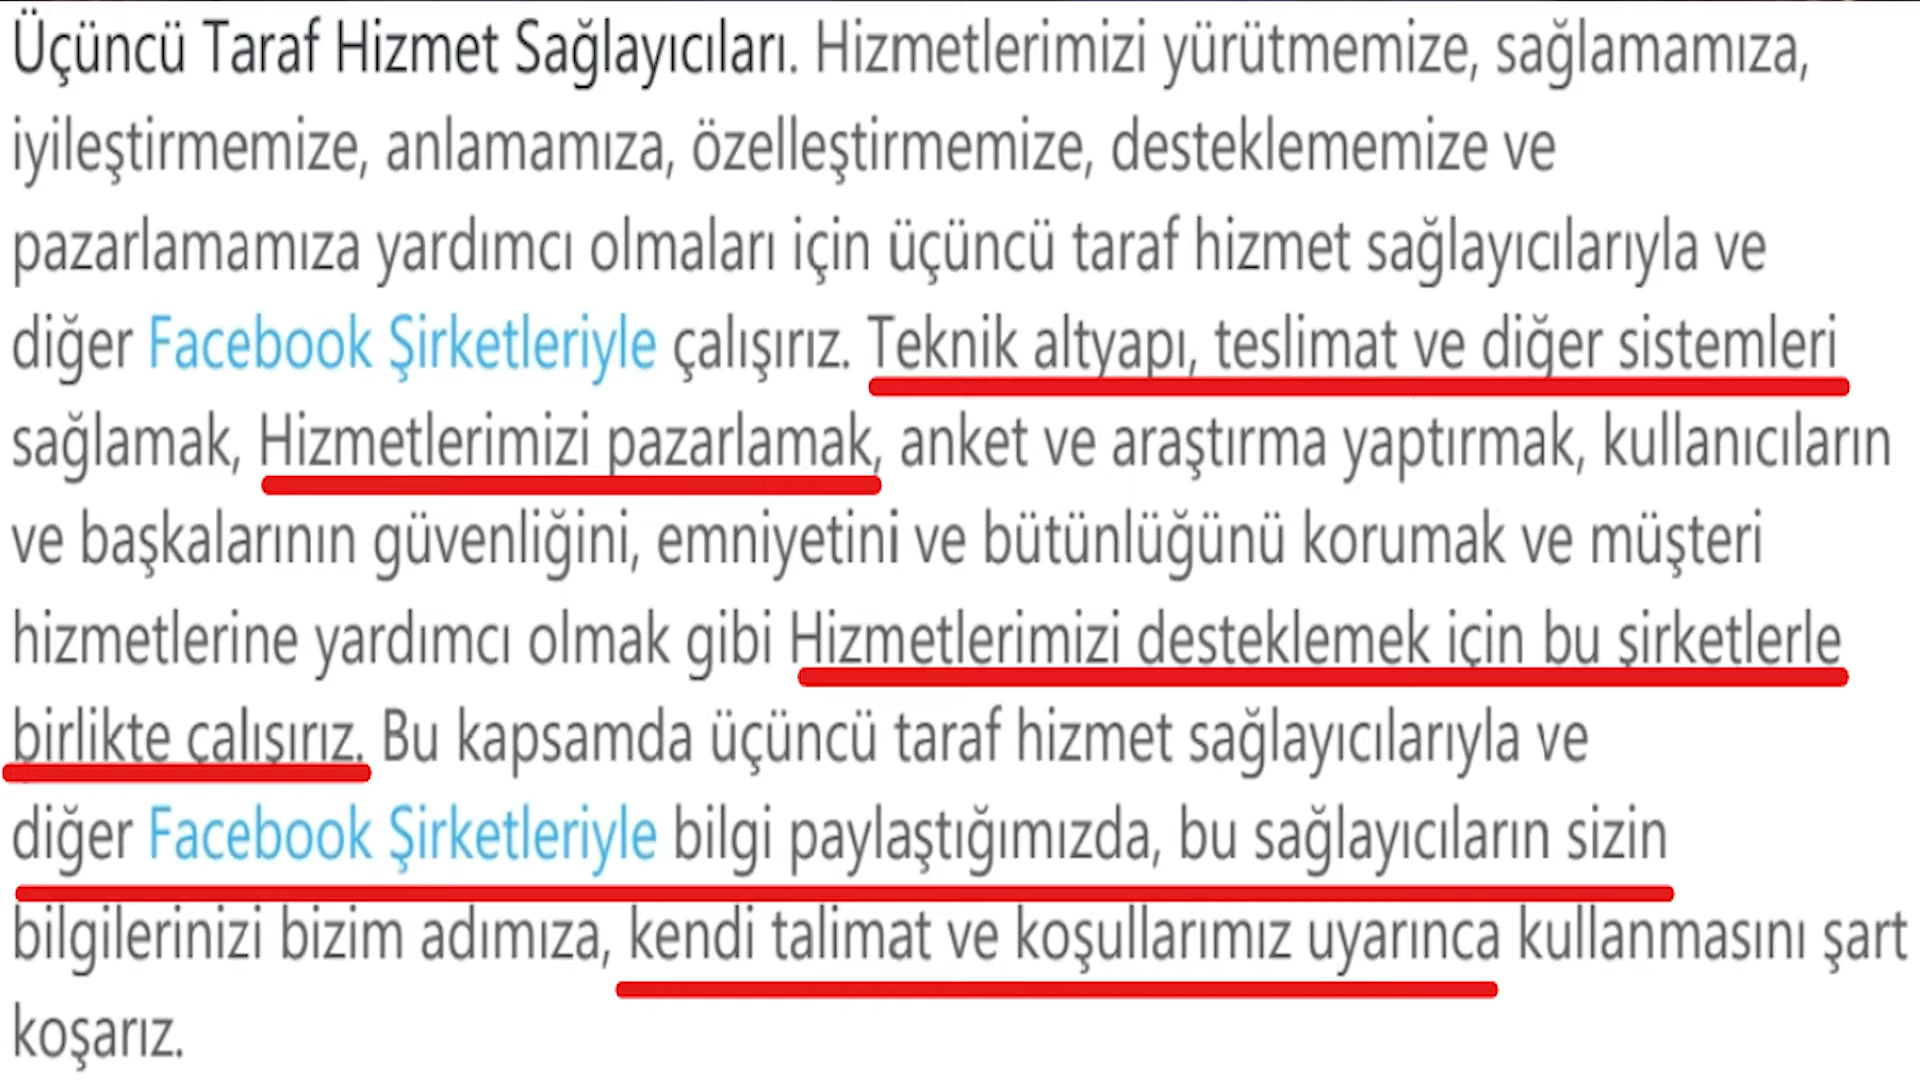 Üçüncü Taraf Hizmet Sağlayıcıları. Hizmetlerimizi yürütmemize, sağlamamıza,
iyileştirmemize, anlamamıza, özelleştirmemize, desteklememize ve
pazarlamamıza yardımcı olmaları için üçüncü taraf hizmet sağlayıcılarıyla ve
diğer Facebook Şirketleriyle çalışırız. Teknik altyapı, teslimat ve diğer sistemleri
sağlamak, Hizmetlerimizi pazarlamak, anket ve araştırma yaptırmak, kullanıcıların
ve başkalarının güvenliğini, emniyetini ve bütünlüğünü korumak ve müşteri
hizmetlerine yardımcı olmak gibi Hizmetlerimizi desteklemek için bu şirketlerle
birlikte çalışırız. Bu kapsamda üçüncü taraf hizmet sağlayıcılarıyla ve
diğer Facebook Şirketleriyle bilgi paylaştığımızda, bu sağlayıcıların sizin
bilgilerinizi bizim adımıza, kendi talimat ve koşullarımız uyarınca kullanmasını şart
koşarız.